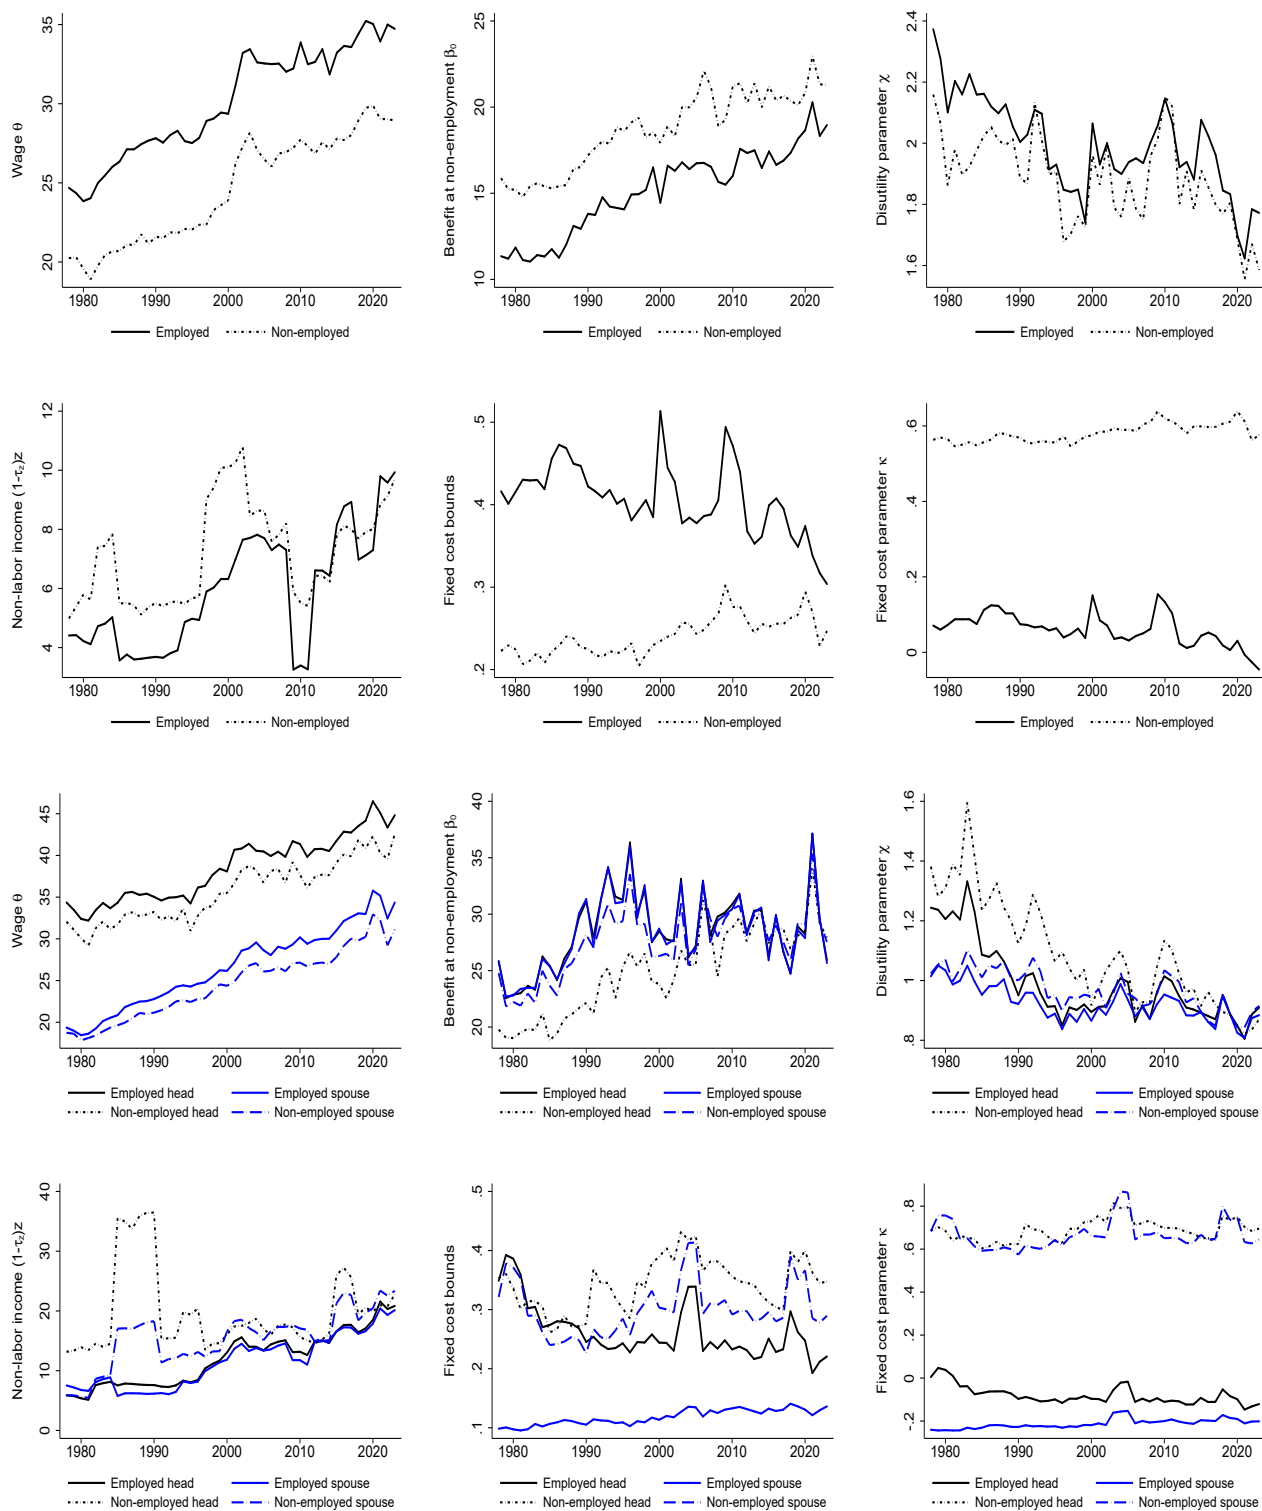 Wage θ
35
30
25
20
1980 1990 2000 2010 2020
Employed Non-employed
Benefit at non-employment β₀
25
20
15
10
1980 1990 2000 2010 2020
Employed Non-employed
Disutility parameter χ
2.4
2.2
2
1.8
1.6
1980 1990 2000 2010 2020
Employed Non-employed
Non-labor income (1-τ_z)z
12
10
8
6
4
1980 1990 2000 2010 2020
Employed Non-employed
Fixed cost bounds
.5
.4
.3
.2
1980 1990 2000 2010 2020
Employed Non-employed
Fixed cost parameter κ
.6
.4
.2
0
1980 1990 2000 2010 2020
Employed Non-employed
Wage θ
45
40
35
30
25
20
1980 1990 2000 2010 2020
Employed head Employed spouse
Non-employed head Non-employed spouse
Benefit at non-employment β₀
40
35
30
25
20
1980 1990 2000 2010 2020
Employed head Employed spouse
Non-employed head Non-employed spouse
Disutility parameter χ
1.6
1.4
1.2
1
.8
1980 1990 2000 2010 2020
Employed head Employed spouse
Non-employed head Non-employed spouse
Non-labor income (1-τ_z)z
40
30
20
10
0
1980 1990 2000 2010 2020
Employed head Employed spouse
Non-employed head Non-employed spouse
Fixed cost bounds
.5
.4
.3
.2
.1
1980 1990 2000 2010 2020
Employed head Employed spouse
Non-employed head Non-employed spouse
Fixed cost parameter κ
.8
.6
.4
.2
0
-.2
1980 1990 2000 2010 2020
Employed head Employed spouse
Non-employed head Non-employed spouse